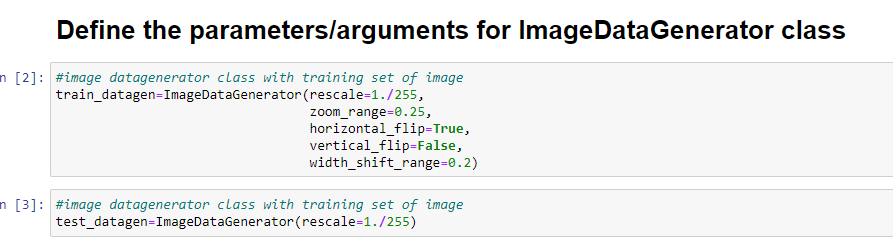 Define the parameters/arguments for ImageDataGenerator class
n [2]: #image datagenerator class with training set of image
train_datagen=ImageDataGenerator(rescale=1./255,
zoom_range=0.25,
horizontal_flip=True,
vertical_flip=False,
width_shift_range=0.2)
n [3]: #image datagenerator class with training set of image
test_datagen=ImageDataGenerator(rescale=1./255)